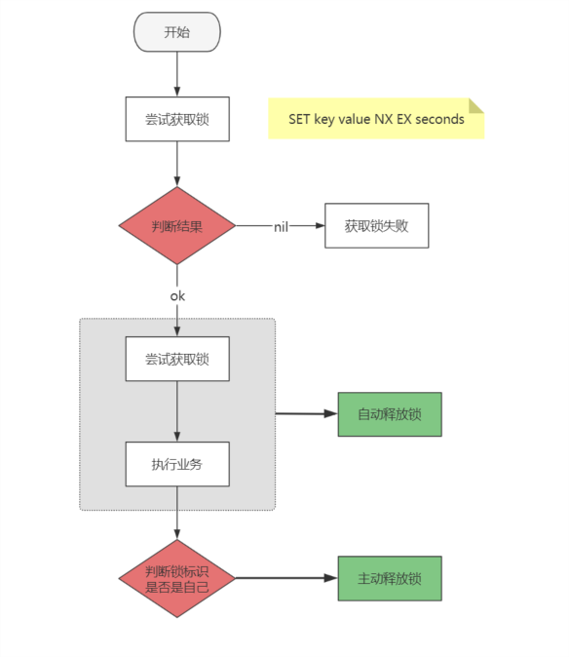 开始
尝试获取锁
SET key value NX EX seconds
判断结果
nil
获取锁失败
ok
尝试获取锁
自动释放锁
执行业务
判断锁标识
是否是自己
主动释放锁